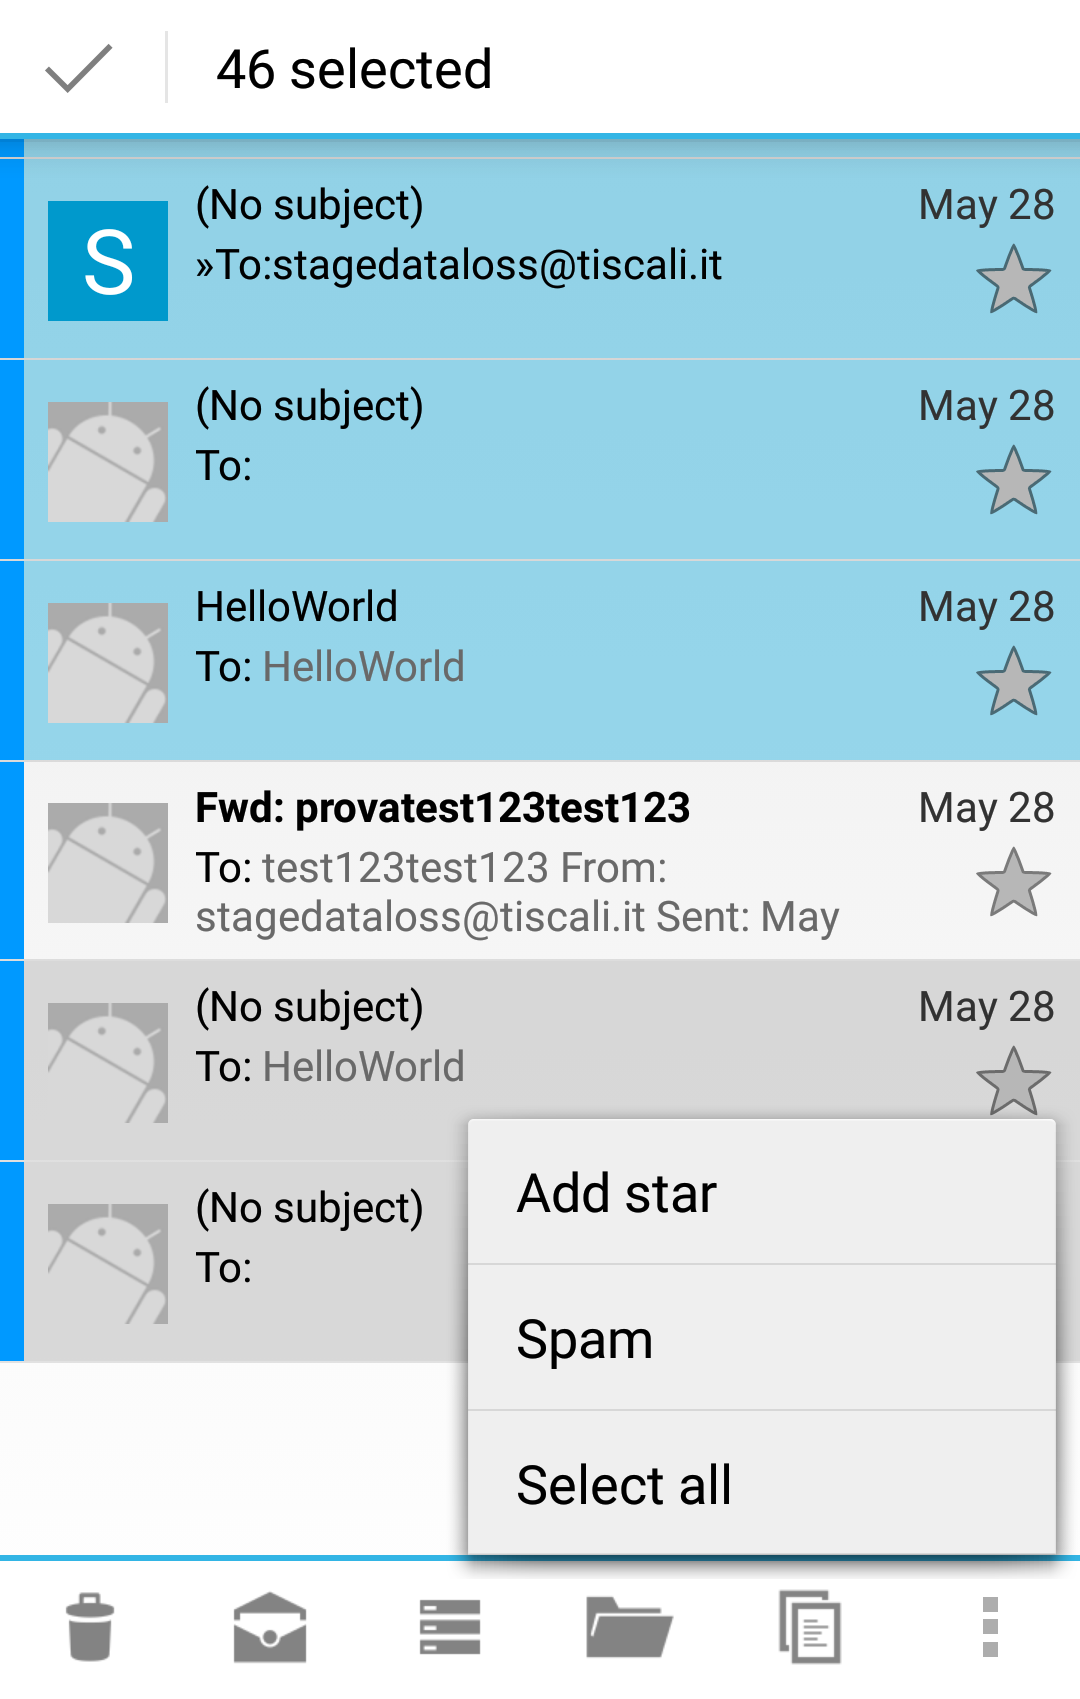 46 selected
(No subject)
May 28
S
»To:stagedataloss@tiscali.it
(No subject)
May 28
To:
HelloWorld
May 28
To: HelloWorld
Fwd: provatest123test123
May 28
To: test123test123 From:
stagedataloss@tiscali.it Sent: May
(No subject)
May 28
To: HelloWorld
(No subject)
To:
Add star
Spam
Select all